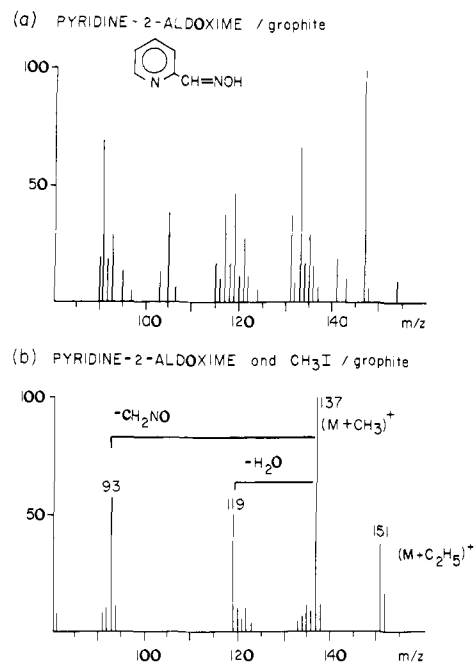 (a) PYRIDINE-2-ALDOXIME / graphite
N CH=NOH
100
50
100 120 140 m/z
(b) PYRIDINE-2-ALDOXIME and CH3I / graphite
100
137
-CH2NO
(M+CH3)+
-H2O
93
119
50
151
(M+C2H5)+
100 120 140 m/z